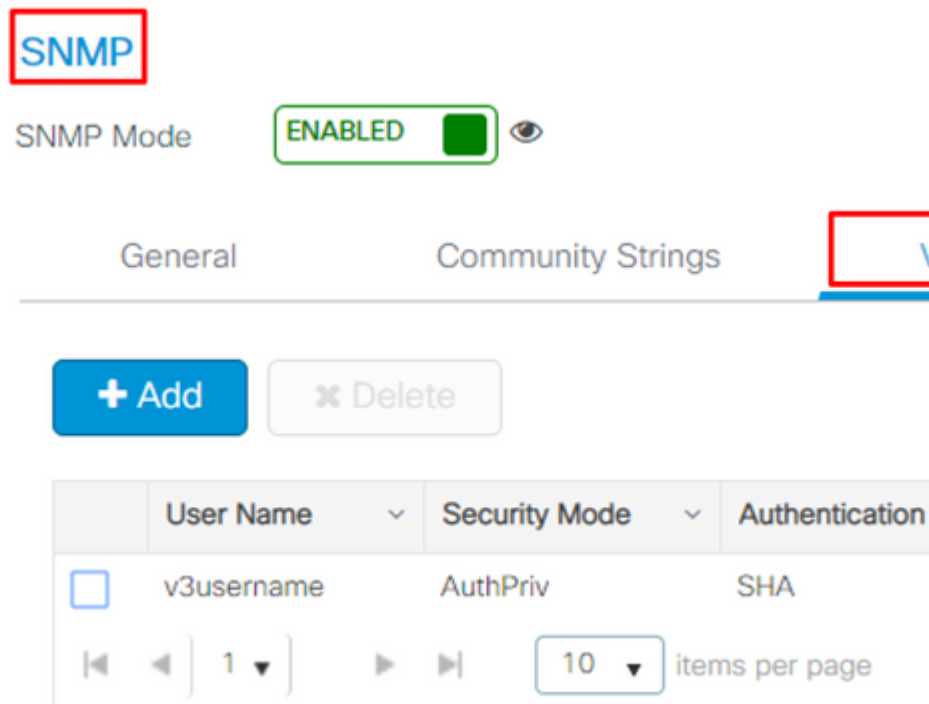 SNMP
SNMP Mode
ENABLED
General Community Strings
+ Add × Delete
User Name Security Mode Authentication
v3username AuthPriv SHA
1 10 items per page